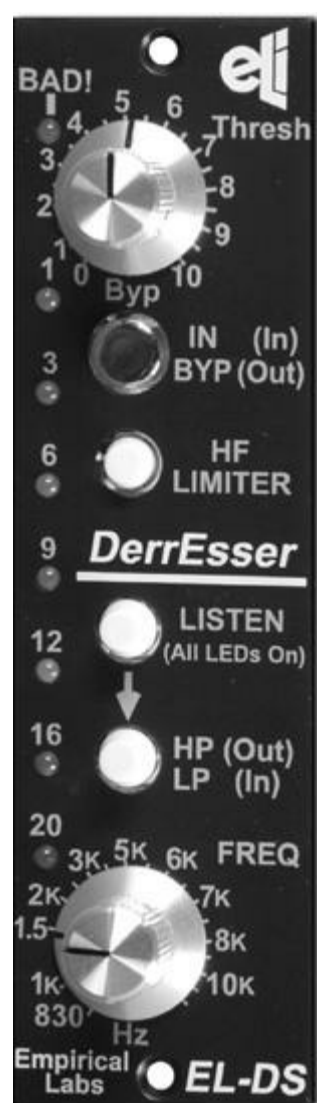 eli
BAD!
Thresh
0 1 2 3 4 5 6 7 8 9 10
Byp
1
IN (In)
BYP (Out)
3
6
HF
LIMITER
9
DerrEsser
LISTEN
(All LEDs On)
12
16
HP (Out)
LP (In)
20
FREQ
830 1K 1.5 2K 3K 5K 6K 7K 8K 10K
Hz
Empirical
Labs
EL-DS